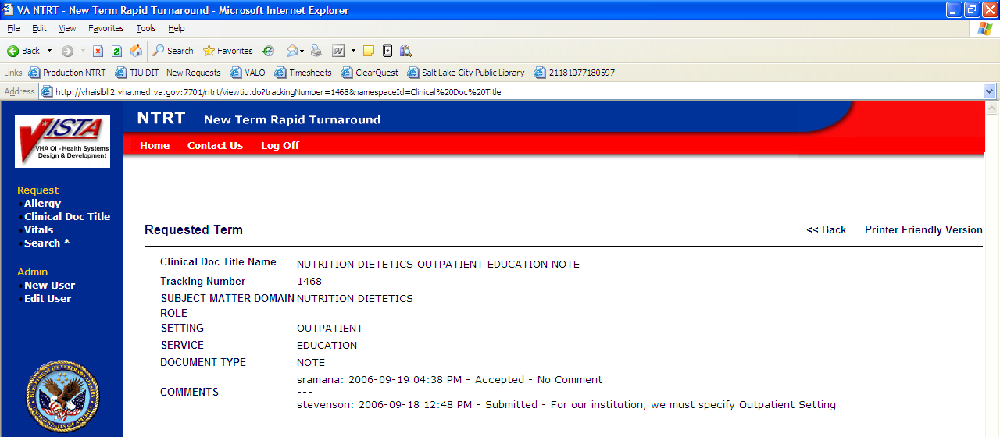 VA NTRT - New Term Rapid Turnaround - Microsoft Internet Explorer
File Edit View Favorites Tools Help
Back Search Favorites
Links Production NTRT TIU DIT - New Requests VALO Timesheets ClearQuest Salt Lake City Public Library 21181077180597
Address http://vhaislbll2.vha.med.va.gov:7701/ntrt/viewtiu.do?trackingNumber=1468&namespaceId=Clinical%20Doc%20Title
VISTA
VHA OI - Health Systems
Design & Development
NTRT New Term Rapid Turnaround
Home Contact Us Log Off
Request
Allergy
Clinical Doc Title
Vitals
Search *
Admin
New User
Edit User
Requested Term << Back Printer Friendly Version
Clinical Doc Title Name NUTRITION DIETETICS OUTPATIENT EDUCATION NOTE
Tracking Number 1468
SUBJECT MATTER DOMAIN NUTRITION DIETETICS
ROLE
SETTING OUTPATIENT
SERVICE EDUCATION
DOCUMENT TYPE NOTE
COMMENTS
sramana: 2006-09-19 04:38 PM - Accepted - No Comment
---
stevenson: 2006-09-18 12:48 PM - Submitted - For our institution, we must specify Outpatient Setting